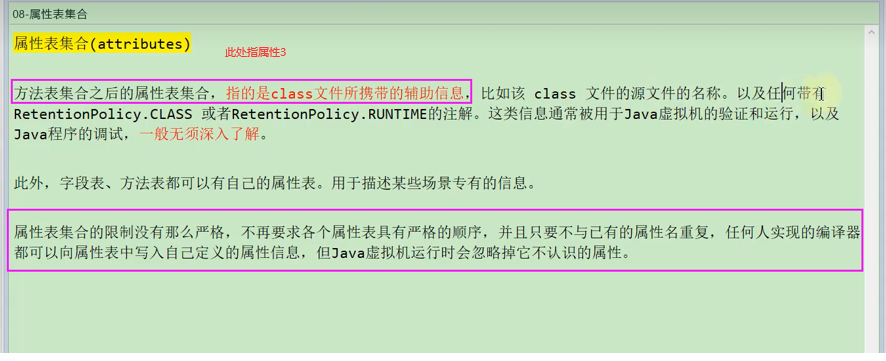 08-属性表集合
属性表集合(attributes)
此处指属性3
方法表集合之后的属性表集合，指的是class文件所携带的辅助信息，比如该 class 文件的源文件的名称。以及任何带有
RetentionPolicy.CLASS 或者RetentionPolicy.RUNTIME的注解。这类信息通常被用于Java虚拟机的验证和运行，以及
Java程序的调试，一般无须深入了解。
此外，字段表、方法表都可以有自己的属性表。用于描述某些场景专有的信息。
属性表集合的限制没有那么严格，不再要求各个属性表具有严格的顺序，并且只要不与已有的属性名重复，任何人实现的编译器
都可以向属性表中写入自己定义的属性信息，但Java虚拟机运行时会忽略掉它不认识的属性。